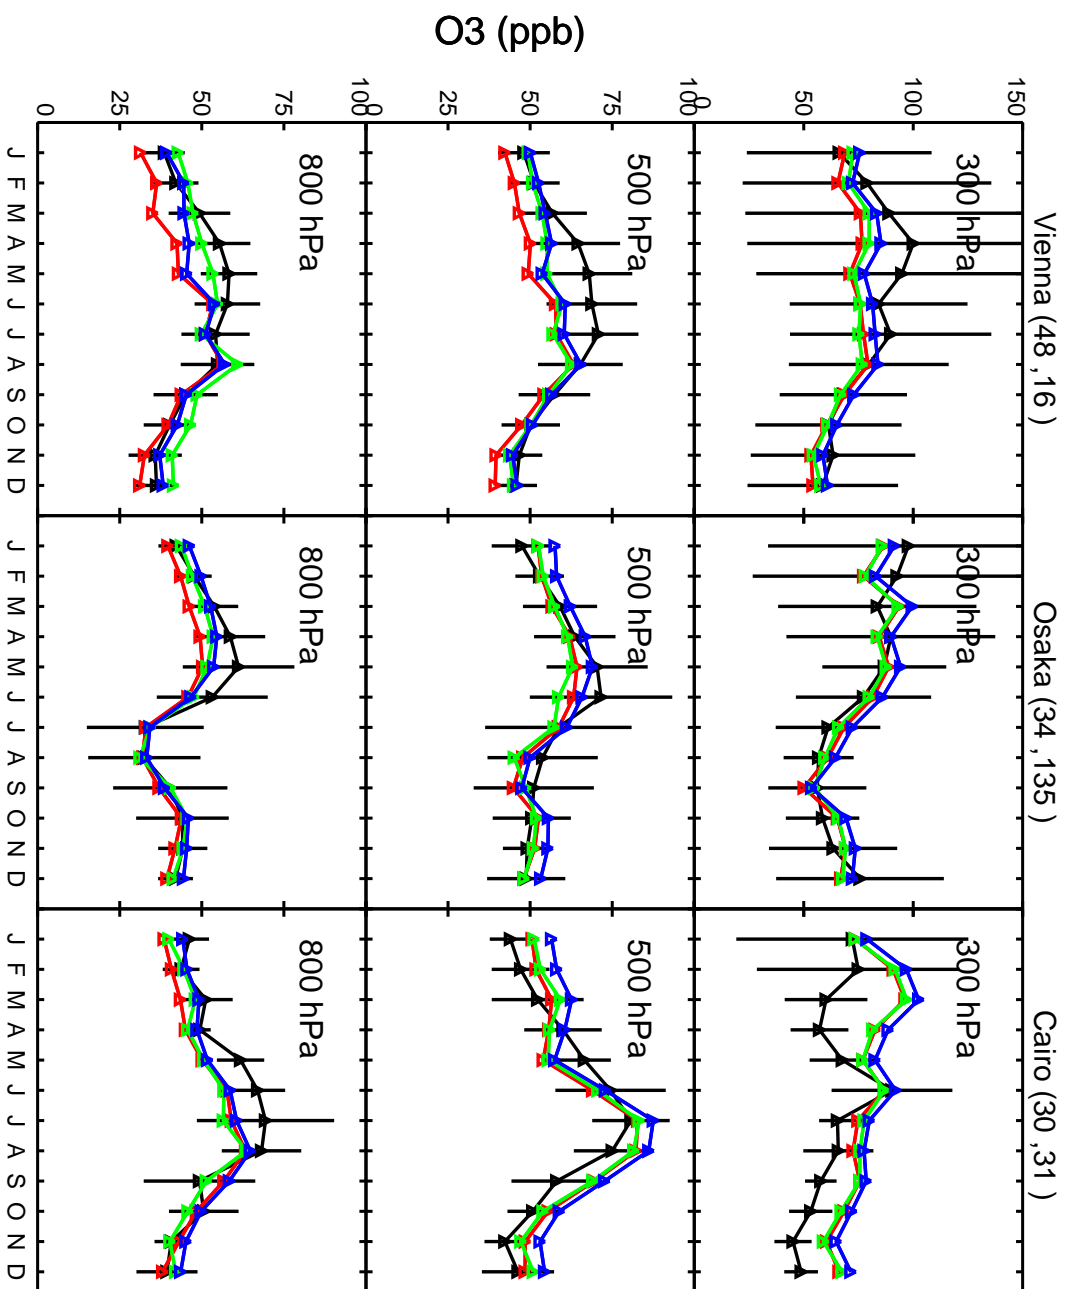 Vienna (48 ,16 )
Osaka (34 ,135 )
Cairo (30 ,31 )
O3 (ppb)
150
100
50
0
300 hPa
300 hPa
300 hPa
100
75
50
25
0
500 hPa
500 hPa
500 hPa
100
75
50
25
0
800 hPa
800 hPa
800 hPa
J F M A M J J A S O N D
J F M A M J J A S O N D
J F M A M J J A S O N D